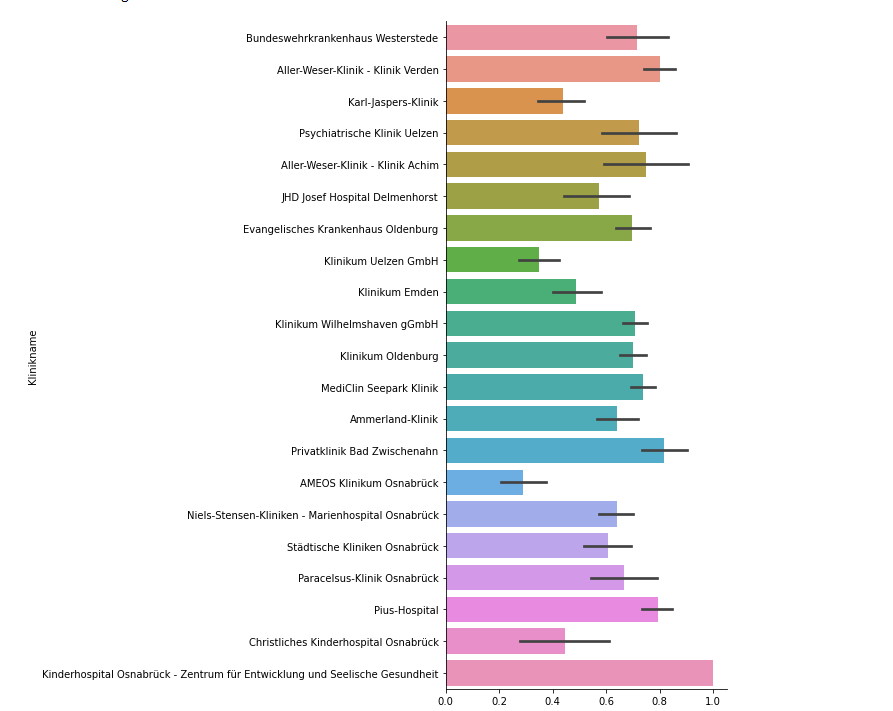 Bundeswehrkrankenhaus Westerstede
Aller-Weser-Klinik - Klinik Verden
Karl-Jaspers-Klinik
Psychiatrische Klinik Uelzen
Aller-Weser-Klinik - Klinik Achim
JHD Josef Hospital Delmenhorst
Evangelisches Krankenhaus Oldenburg
Klinikum Uelzen GmbH
Klinikum Emden
Klinikum Wilhelmshaven gGmbH
Klinikum Oldenburg
MediClin Seepark Klinik
Ammerland-Klinik
Privatklinik Bad Zwischenahn
AMEOS Klinikum Osnabrück
Niels-Stensen-Kliniken - Marienhospital Osnabrück
Städtische Kliniken Osnabrück
Paracelsus-Klinik Osnabrück
Pius-Hospital
Christliches Kinderhospital Osnabrück
Kinderhospital Osnabrück - Zentrum für Entwicklung und Seelische Gesundheit
Klinikname
0.0 0.2 0.4 0.6 0.8 1.0